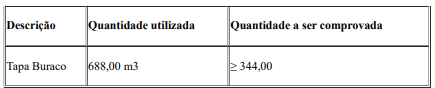 Descrição Quantidade utilizada Quantidade a ser comprovada
Tapa Buraco 688,00 m3 ≥ 344,00